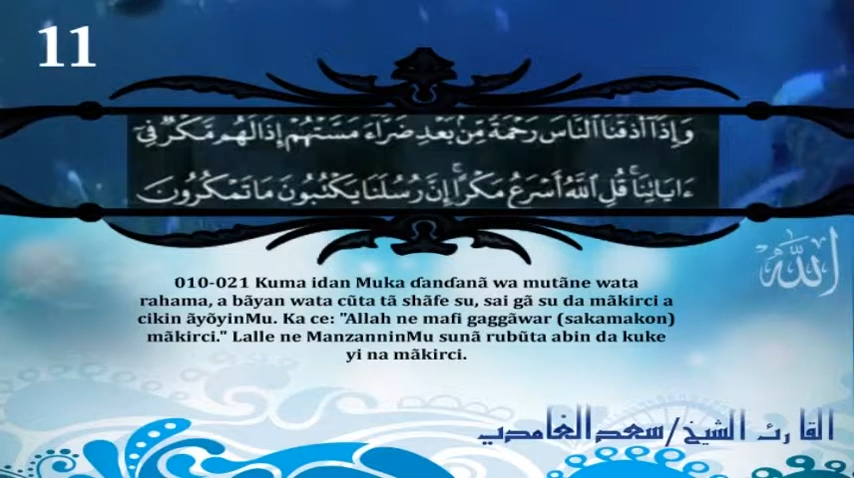 11
وَإِذَآ أَذَقْنَا ٱلنَّاسَ رَحْمَةً مِّنۢ بَعْدِ ضَرَّآءَ مَسَّتْهُمْ إِذَا لَهُم مَّكْرٌ فِىٓ
ءَايَاتِنَا ۚ قُلِ ٱللَّهُ أَسْرَعُ مَكْرًا ۚ إِنَّ رُسُلَنَا يَكْتُبُونَ مَا تَمْكُرُونَ
الله
010-021 Kuma idan Muka ɗanɗanã wa mutãne wata
rahama, a bãyan wata cũta tã shãfe su, sai gã su da mãkirci a
cikin ãyõyinMu. Ka ce: "Allah ne mafi gaggãwar (sakamakon)
mãkirci." Lalle ne ManzanninMu sunã rubũta abin da kuke
yi na mãkirci.
القارئ الشيخ/سعد الغامدي